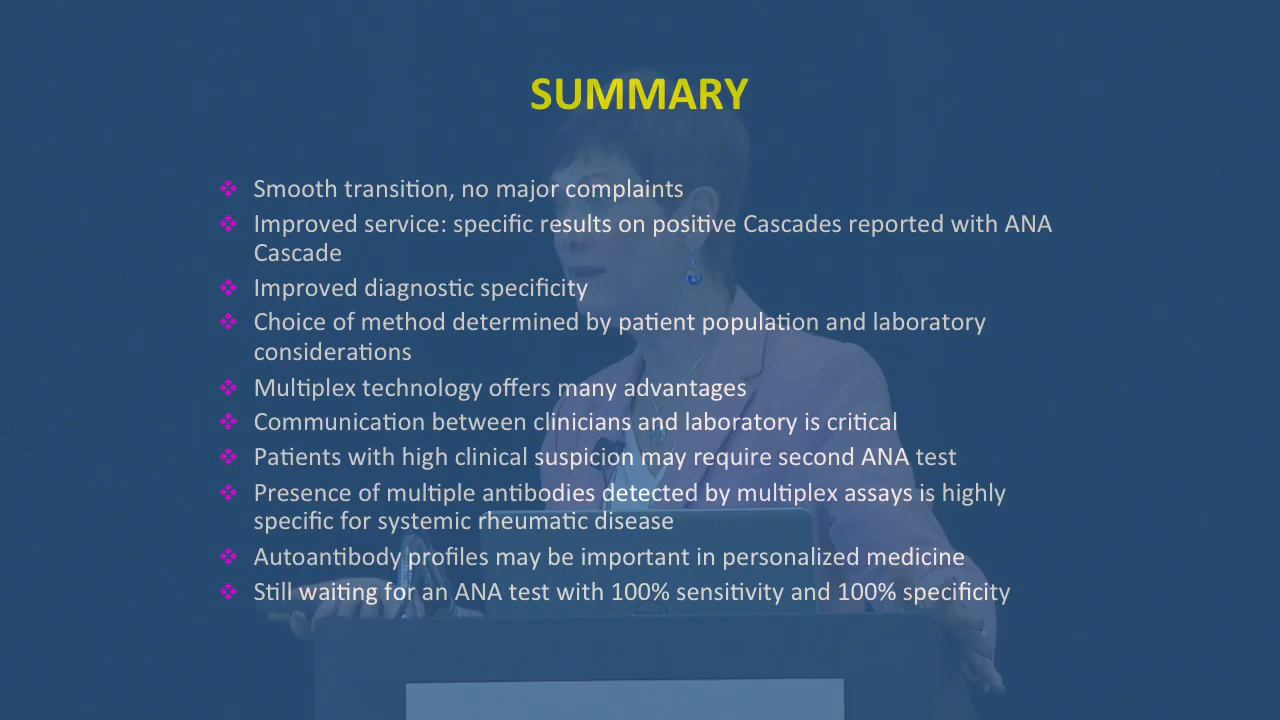 SUMMARY
❖ Smooth transition, no major complaints
❖ Improved service: specific results on positive Cascades reported with ANA
Cascade
❖ Improved diagnostic specificity
❖ Choice of method determined by patient population and laboratory
considerations
❖ Multiplex technology offers many advantages
❖ Communication between clinicians and laboratory is critical
❖ Patients with high clinical suspicion may require second ANA test
❖ Presence of multiple antibodies detected by multiplex assays is highly
specific for systemic rheumatic disease
❖ Autoantibody profiles may be important in personalized medicine
❖ Still waiting for an ANA test with 100% sensitivity and 100% specificity